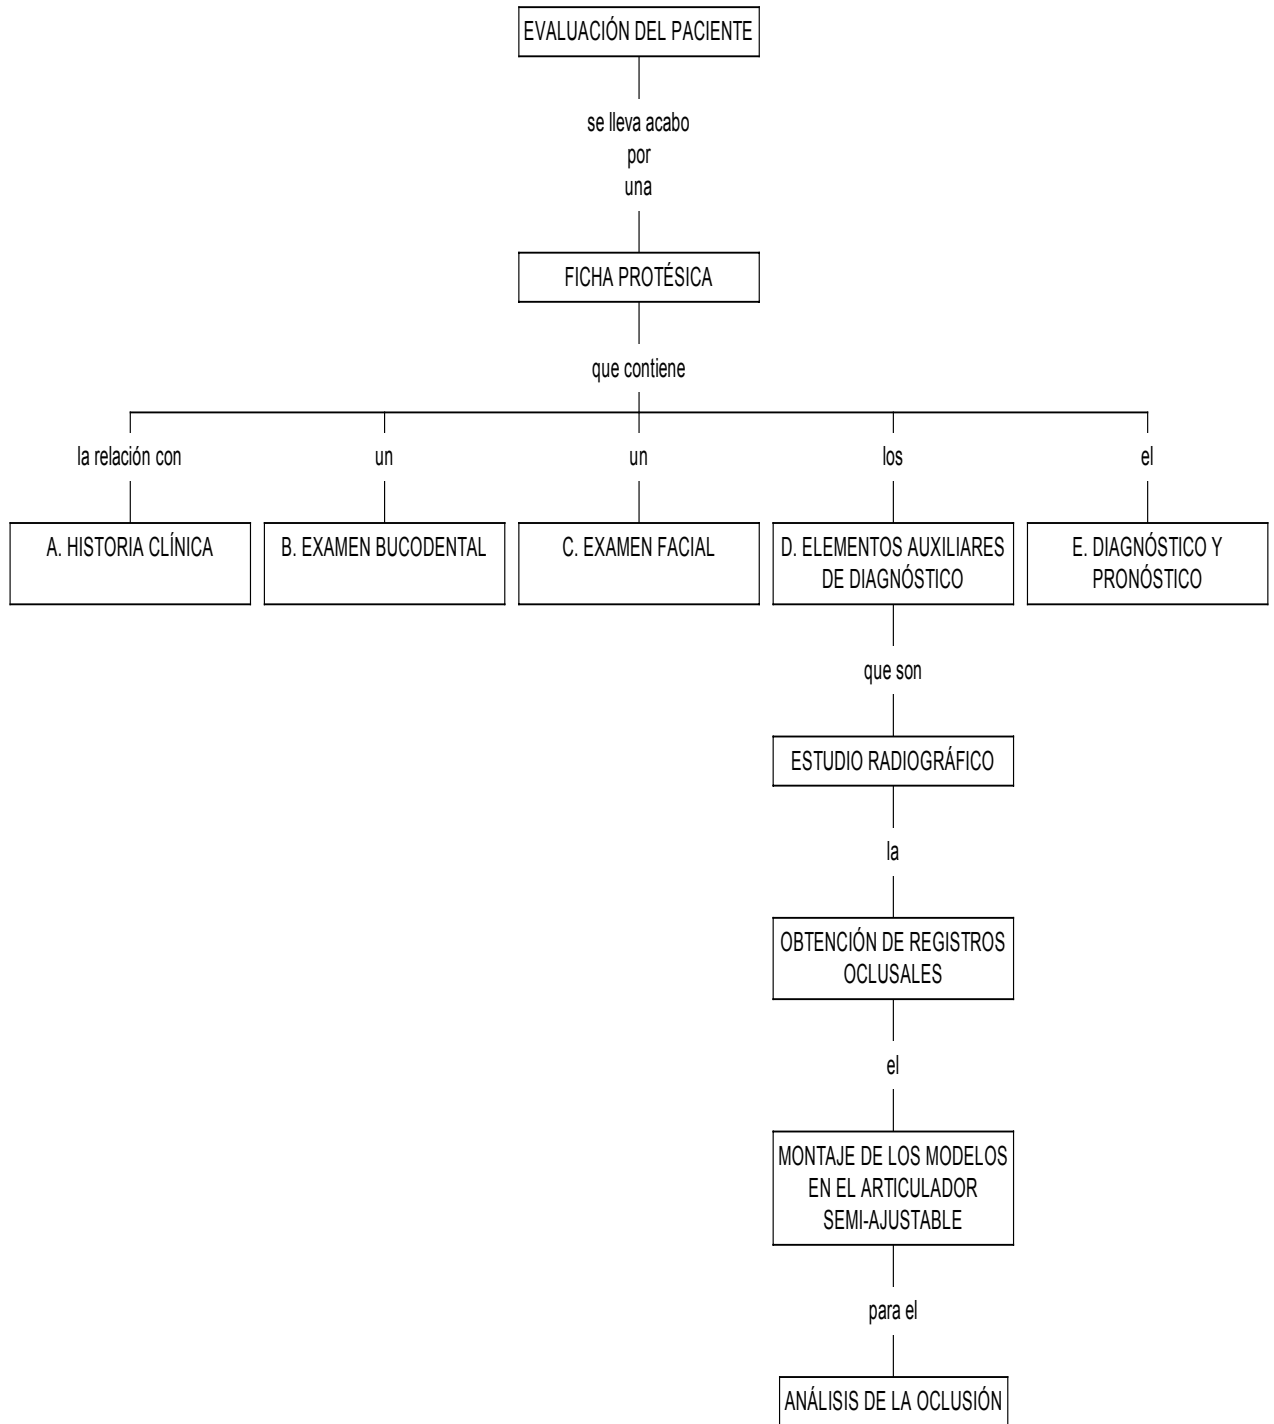 EVALUACIÓN DEL PACIENTE
se lleva acabo
por
una
FICHA PROTÉSICA
que contiene
la relación con
un
un
los
el
A. HISTORIA CLÍNICA
B. EXAMEN BUCODENTAL
C. EXAMEN FACIAL
D. ELEMENTOS AUXILIARES
DE DIAGNÓSTICO
E. DIAGNÓSTICO Y
PRONÓSTICO
que son
ESTUDIO RADIOGRÁFICO
la
OBTENCIÓN DE REGISTROS
OCLUSALES
el
MONTAJE DE LOS MODELOS
EN EL ARTICULADOR
SEMI-AJUSTABLE
para el
ANÁLISIS DE LA OCLUSIÓN